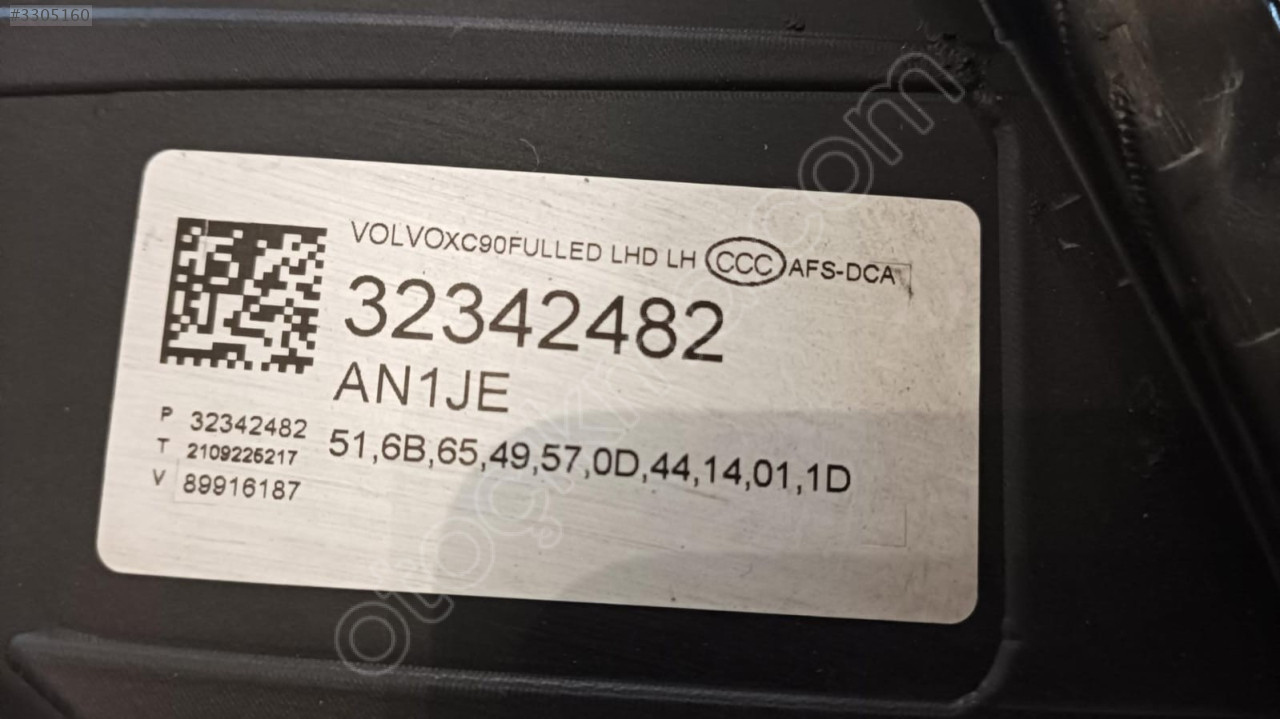 #3305160
VOLVOXC90FULLED LHD LH CCC AFS-DCA
32342482
AN1JE
P 32342482
T 2109225217
V 89916187
51,6B,65,49,57,0D,44,14,01,1D